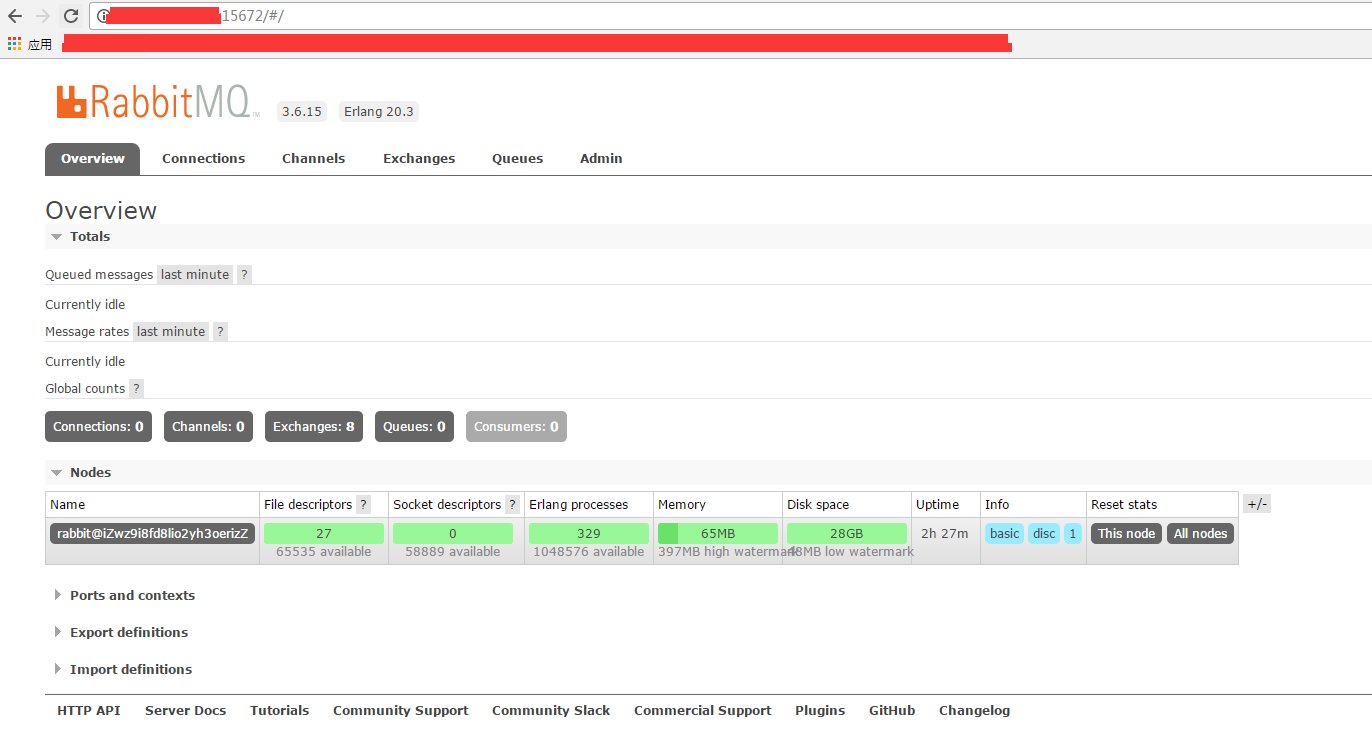 15672/#/
应用
RabbitMQ™ 3.6.15 Erlang 20.3
Overview Connections Channels Exchanges Queues Admin
Overview
Totals
Queued messages last minute ?
Currently idle
Message rates last minute ?
Currently idle
Global counts ?
Connections: 0 Channels: 0 Exchanges: 8 Queues: 0 Consumers: 0
Nodes
Name File descriptors ? Socket descriptors ? Erlang processes Memory Disk space Uptime Info Reset stats +/-
rabbit@iZwz9i8fd8lio2yh3oerizZ 27 0 329 65MB 28GB 2h 27m basic disc 1 This node All nodes
65535 available 58889 available 1048576 available 397MB high watermark 48MB low watermark
Ports and contexts
Export definitions
Import definitions
HTTP API Server Docs Tutorials Community Support Community Slack Commercial Support Plugins GitHub Changelog